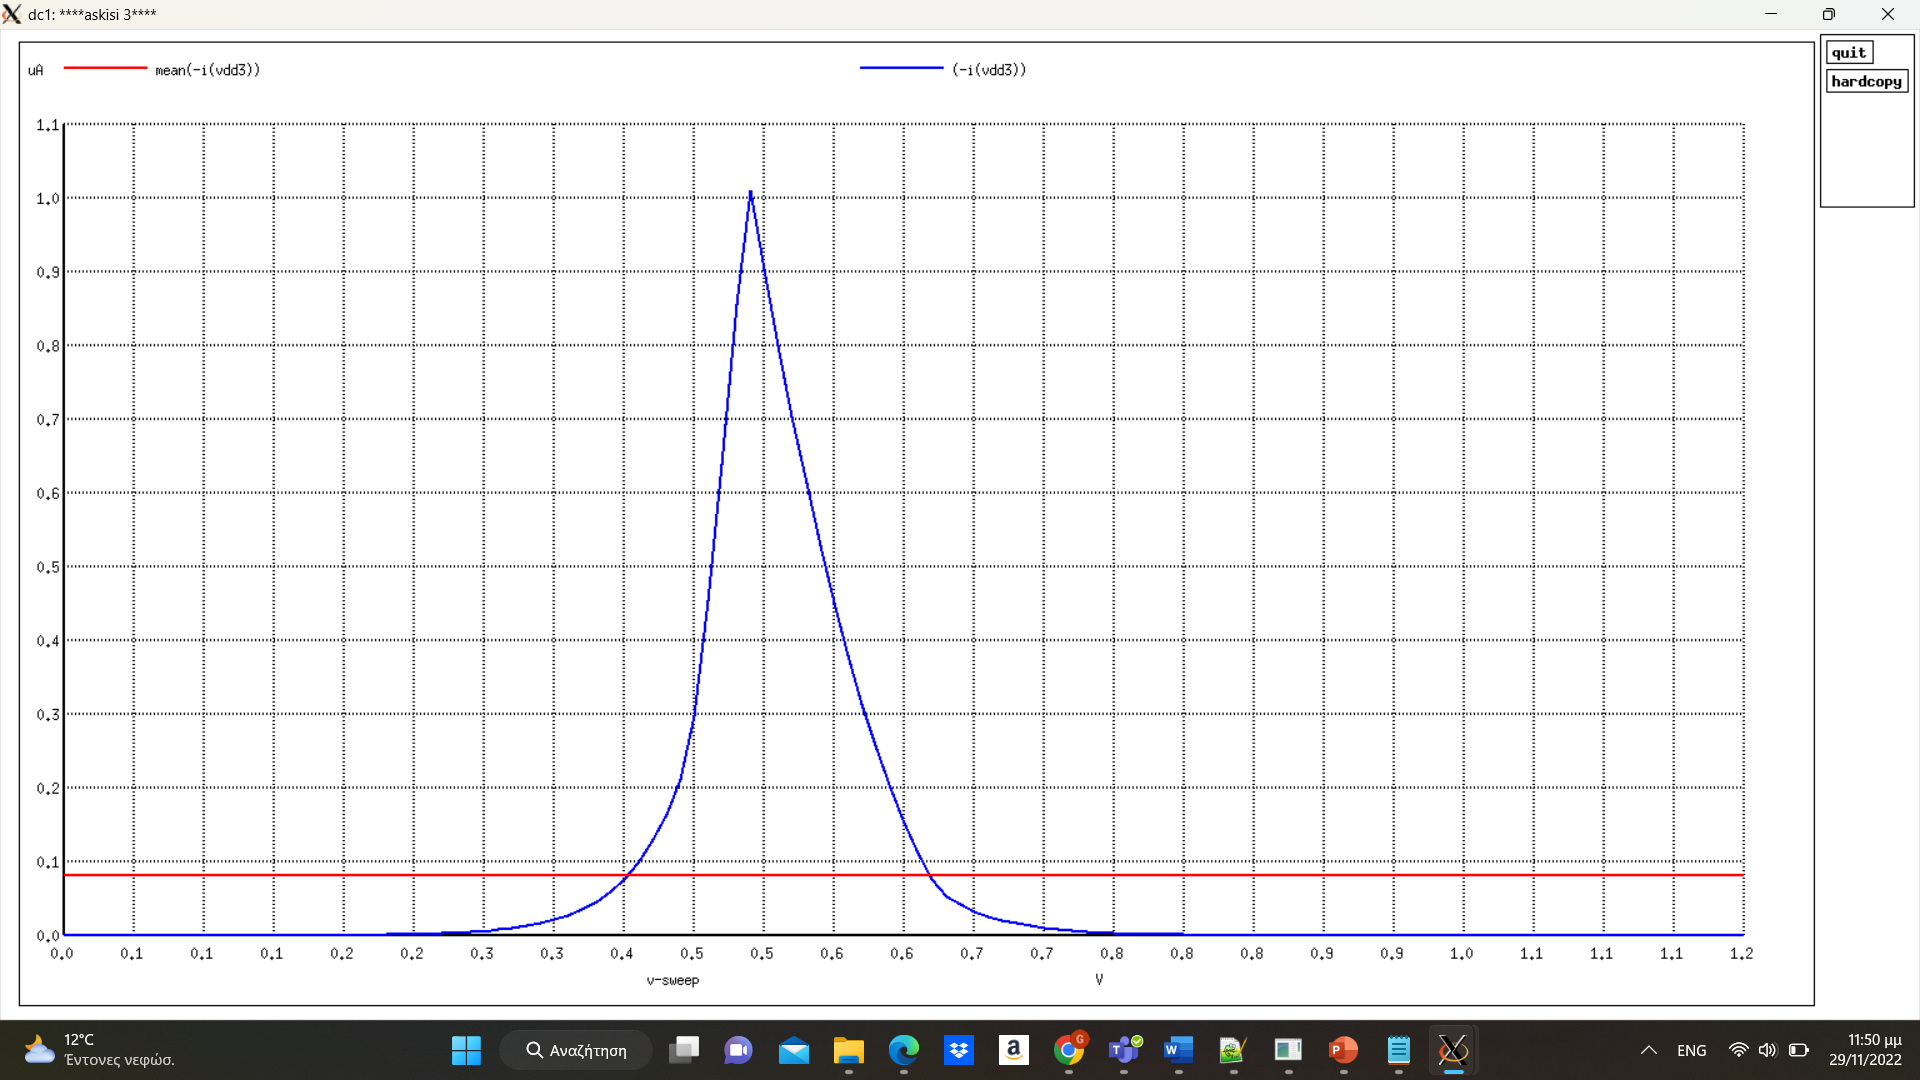 dc1: ****askisi 3****
quit
hardcopy
uA mean(-i(vdd3)) (-i(vdd3))
1.1
1.0
0.9
0.8
0.7
0.6
0.5
0.4
0.3
0.2
0.1
0.0
0.0 0.1 0.1 0.1 0.2 0.2 0.3 0.3 0.4 0.5 0.5 0.6 0.6 0.7 0.7 0.8 0.8 0.8 0.9 0.9 1.0 1.1 1.1 1.1 1.2
v-sweep V
12°C
Έντονες νεφώσ.
Αναζήτηση
G
T
W
P
a
ENG
11:50 μμ
29/11/2022